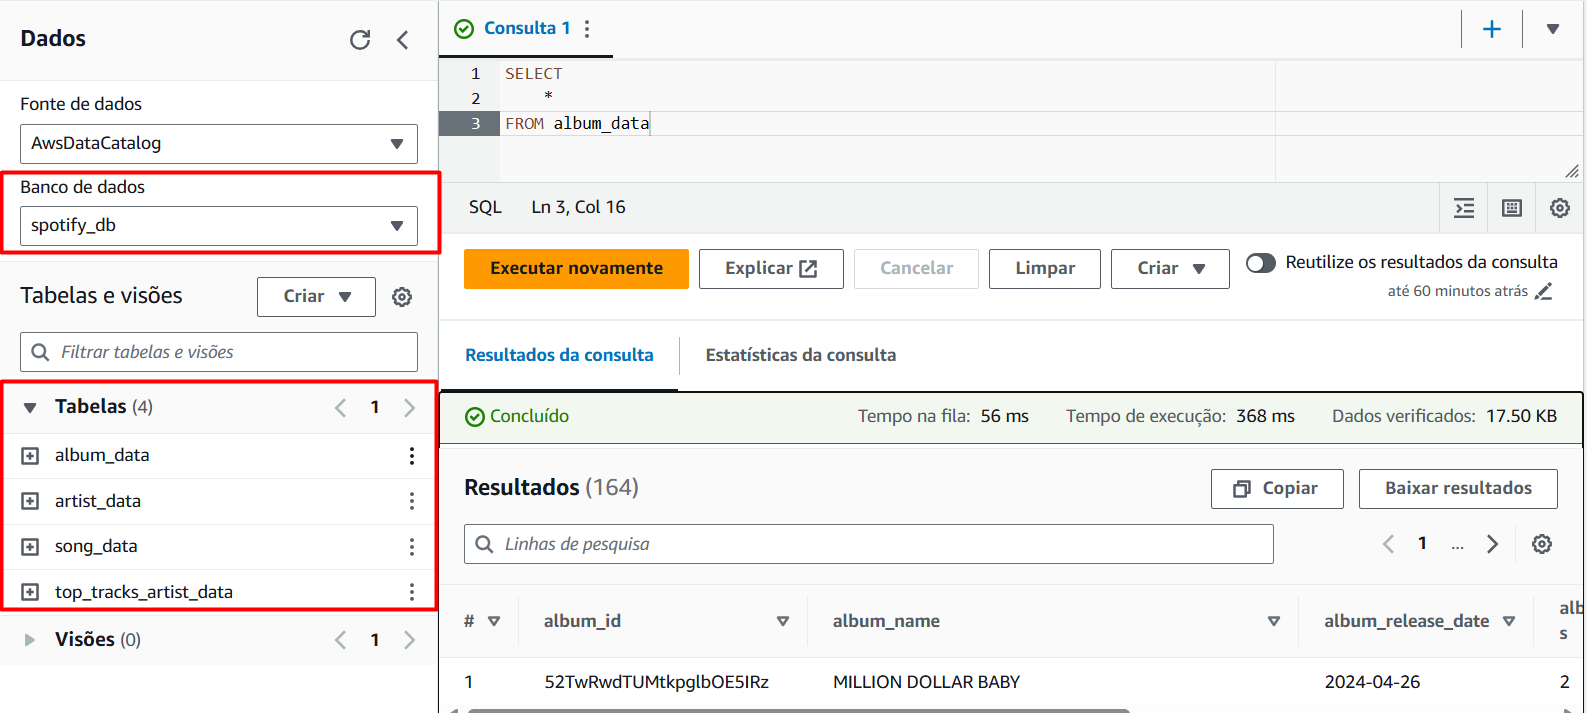 Dados
Fonte de dados
AwsDataCatalog
Banco de dados
spotify_db
Tabelas e visões
Criar
Filtrar tabelas e visões
Tabelas (4)
1
album_data
artist_data
song_data
top_tracks_artist_data
Visões (0)
1
Consulta 1
1 SELECT
2 *
3 FROM album_data
SQL Ln 3, Col 16
Executar novamente Explicar Cancelar Limpar Criar Reutilize os resultados da consulta
até 60 minutos atrás
Resultados da consulta Estatísticas da consulta
Concluído Tempo na fila: 56 ms Tempo de execução: 368 ms Dados verificados: 17.50 KB
Resultados (164) Copiar Baixar resultados
Linhas de pesquisa 1 ...
# album_id album_name album_release_date alb
s
1 52TwRwdTUMtkpglbOE5IRz MILLION DOLLAR BABY 2024-04-26 2